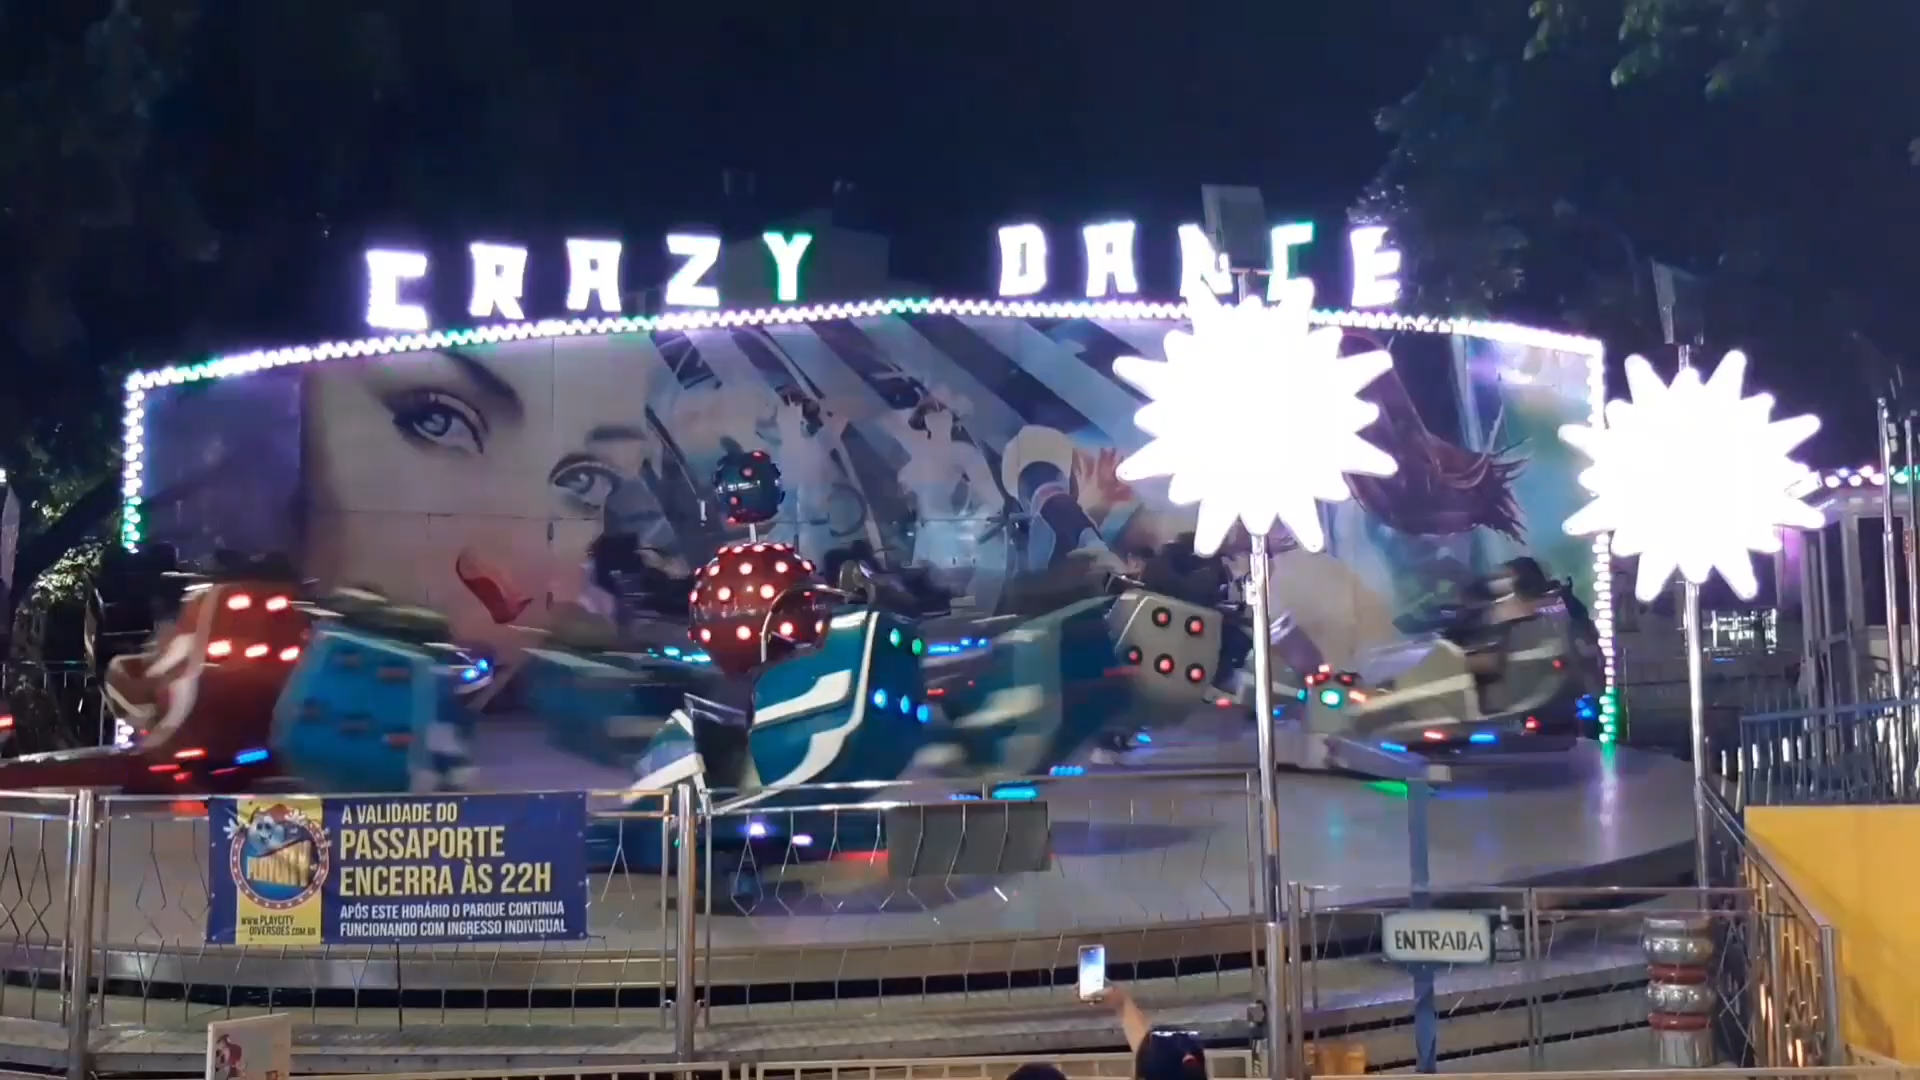 CRAZY DANCE
A VALIDADE DO
PASSAPORTE
ENCERRA ÀS 22H
APÓS ESTE HORÁRIO O PARQUE CONTINUA
FUNCIONANDO COM INGRESSO INDIVIDUAL
PLAYCITY
WWW.PLAYCITY
DIVERSOES.COM.BR
ENTRADA